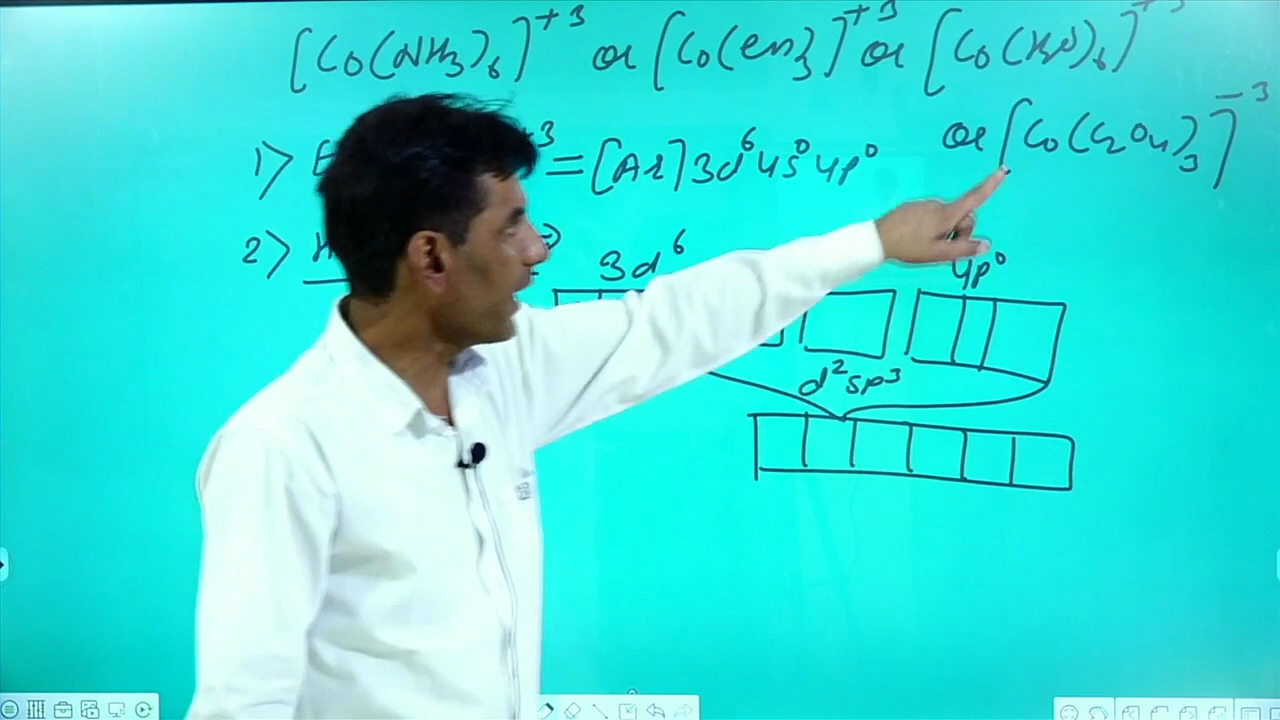 [Co(NH3)6]+3 or [Co(en)3]+3 or [Co(H2O)6]+3
or [Co(C2O4)3]-3
1> E +3 = [Ar] 3d6 4s0 4p0
2> H ⇒
3d6 4p0
d2sp3